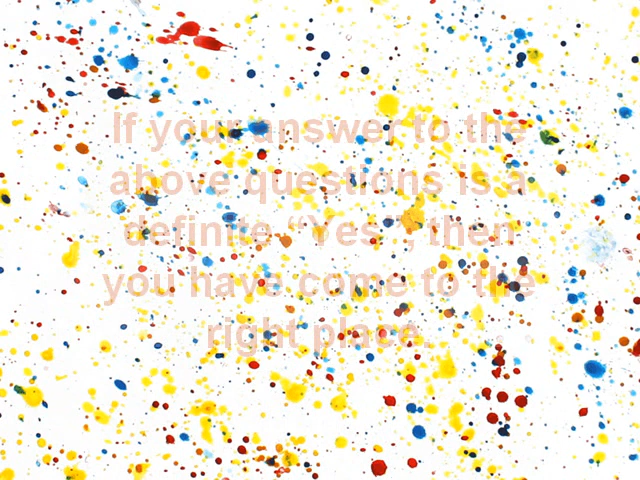 If your answer to the
above questions is a
definite “Yes”, then
you have come to the
right place.